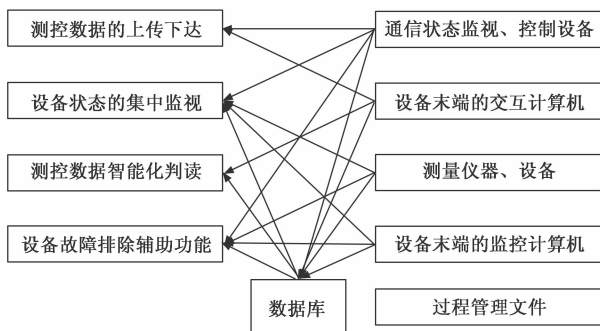 测控数据的上传下达
通信状态监视、控制设备
设备状态的集中监视
设备末端的交互计算机
测控数据智能化判读
测量仪器、设备
设备故障排除辅助功能
设备末端的监控计算机
数据库
过程管理文件